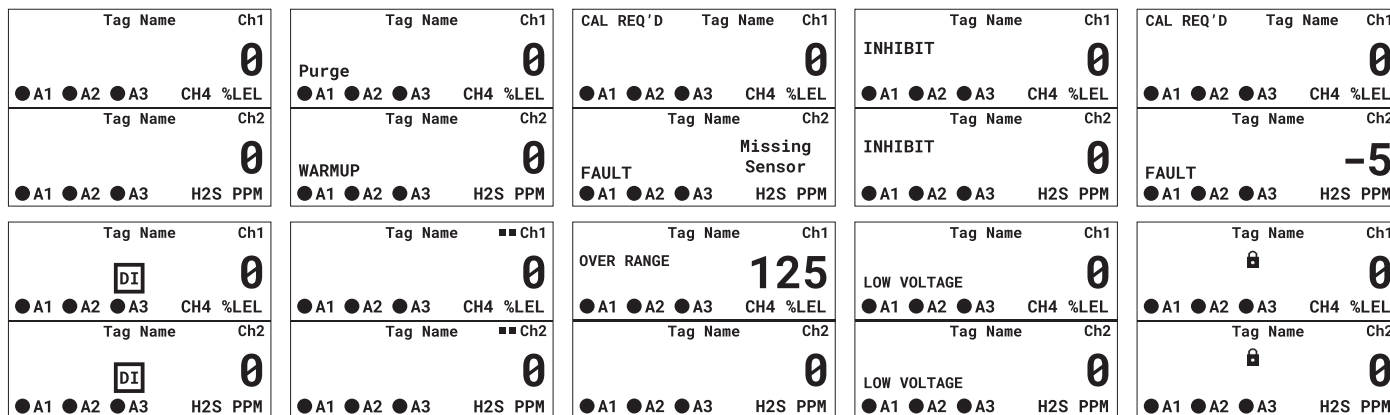 Tag Name Ch1
0
● A1 ● A2 ● A3 CH4 %LEL
Tag Name Ch2
0
● A1 ● A2 ● A3 H2S PPM
Tag Name Ch1
0
Purge
● A1 ● A2 ● A3 CH4 %LEL
Tag Name Ch2
0
WARMUP
● A1 ● A2 ● A3 H2S PPM
CAL REQ'D Tag Name Ch1
0
● A1 ● A2 ● A3 CH4 %LEL
Tag Name Ch2
Missing
Sensor
FAULT
● A1 ● A2 ● A3 H2S PPM
Tag Name Ch1
INHIBIT
0
● A1 ● A2 ● A3 CH4 %LEL
Tag Name Ch2
INHIBIT
0
● A1 ● A2 ● A3 H2S PPM
CAL REQ'D Tag Name Ch1
0
● A1 ● A2 ● A3 CH4 %LEL
Tag Name Ch2
-5
FAULT
● A1 ● A2 ● A3 H2S PPM
Tag Name Ch1
DI 0
● A1 ● A2 ● A3 CH4 %LEL
Tag Name Ch2
DI 0
● A1 ● A2 ● A3 H2S PPM
Tag Name ■■Ch1
0
● A1 ● A2 ● A3 CH4 %LEL
Tag Name ■■Ch2
0
● A1 ● A2 ● A3 H2S PPM
Tag Name Ch1
OVER RANGE 125
● A1 ● A2 ● A3 CH4 %LEL
Tag Name Ch2
0
● A1 ● A2 ● A3 H2S PPM
Tag Name Ch1
0
LOW VOLTAGE
● A1 ● A2 ● A3 CH4 %LEL
Tag Name Ch2
0
LOW VOLTAGE
● A1 ● A2 ● A3 H2S PPM
Tag Name Ch1
0
● A1 ● A2 ● A3 CH4 %LEL
Tag Name Ch2
0
● A1 ● A2 ● A3 H2S PPM